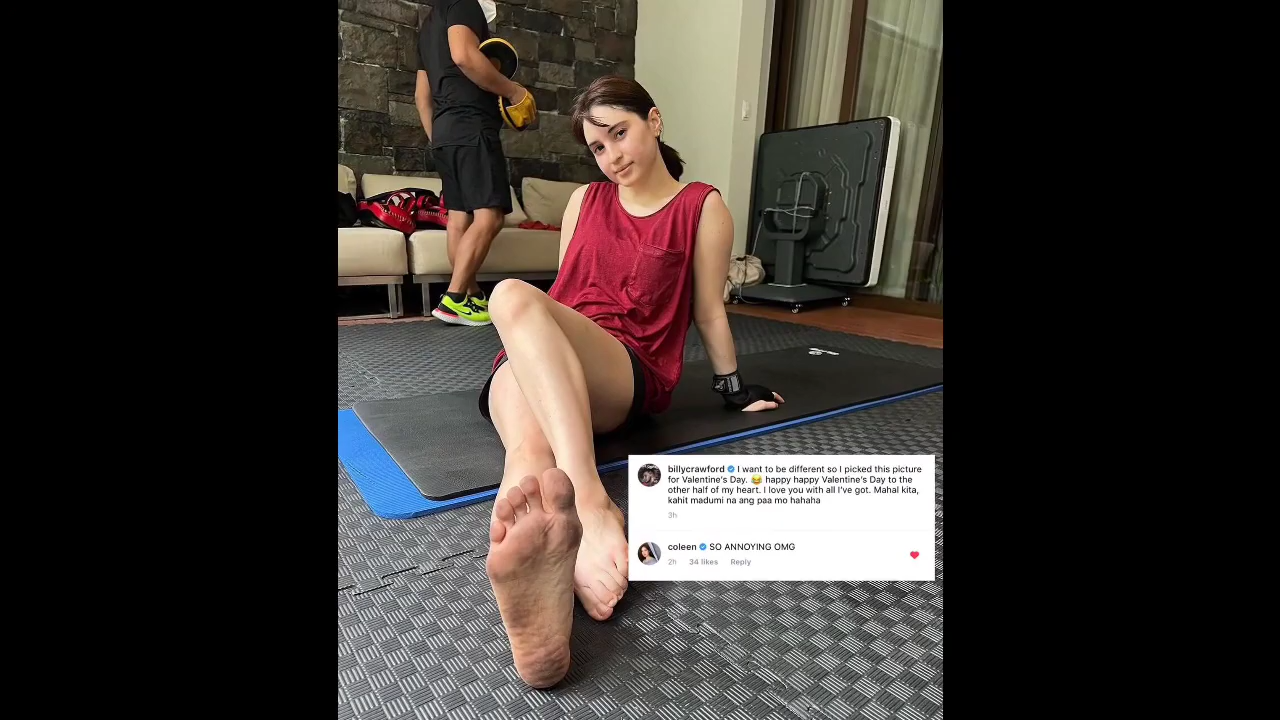 billycrawford I want to be different so I picked this picture
for Valentine's Day. 😂 happy happy Valentine's Day to the
other half of my heart. I love you with all I've got. Mahal kita,
kahit madumi na ang paa mo hahaha
3h
coleen SO ANNOYING OMG
2h 34 likes Reply